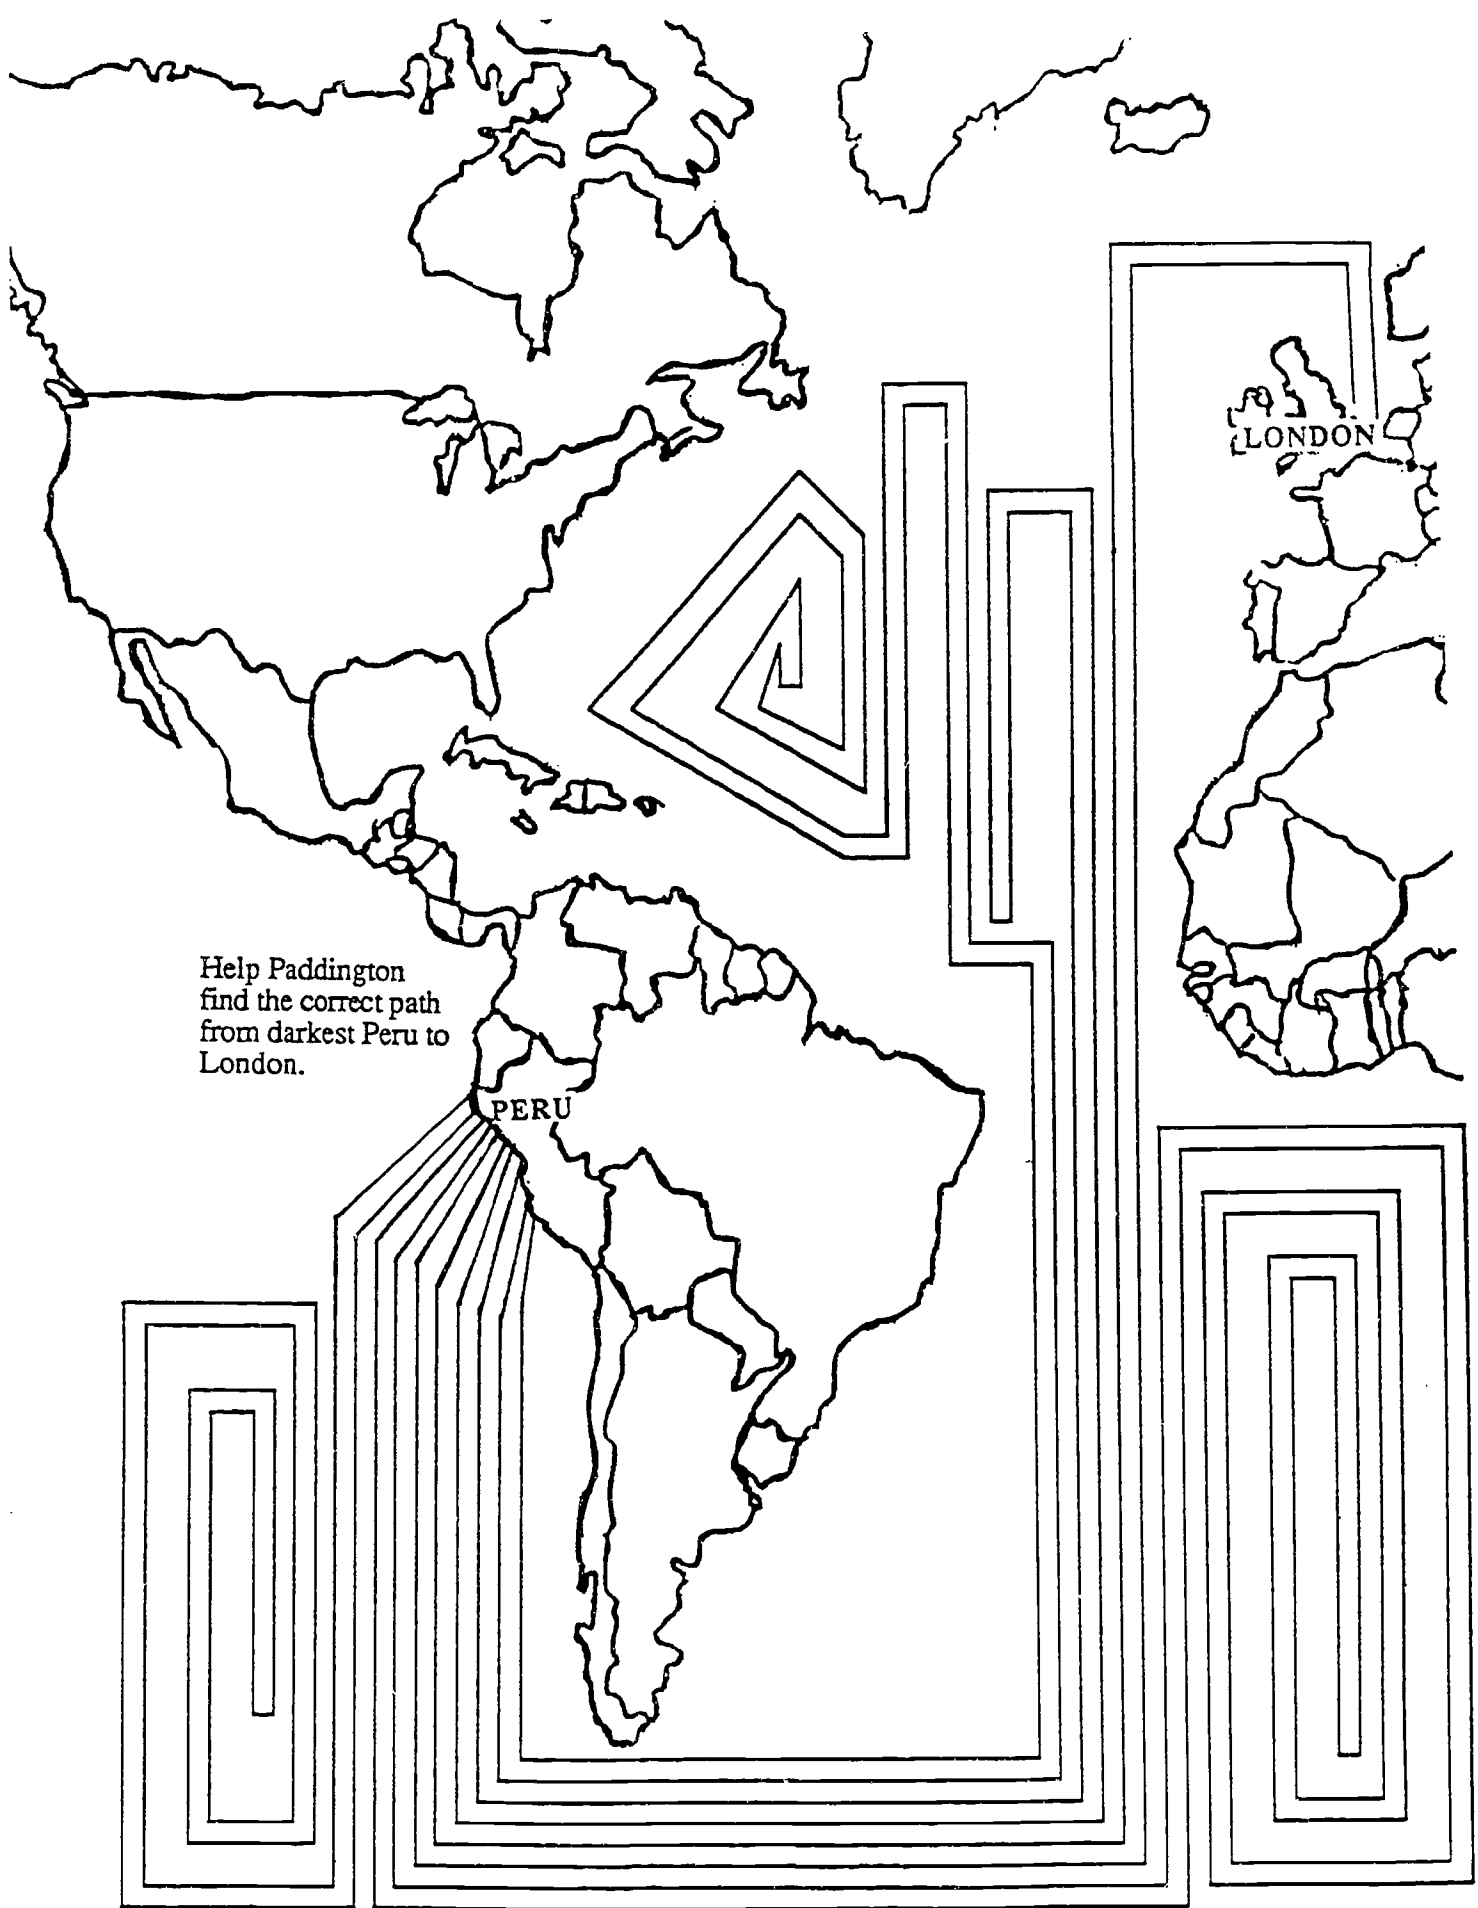 LONDON
Help Paddington
find the correct path
from darkest Peru to
London.
PERU